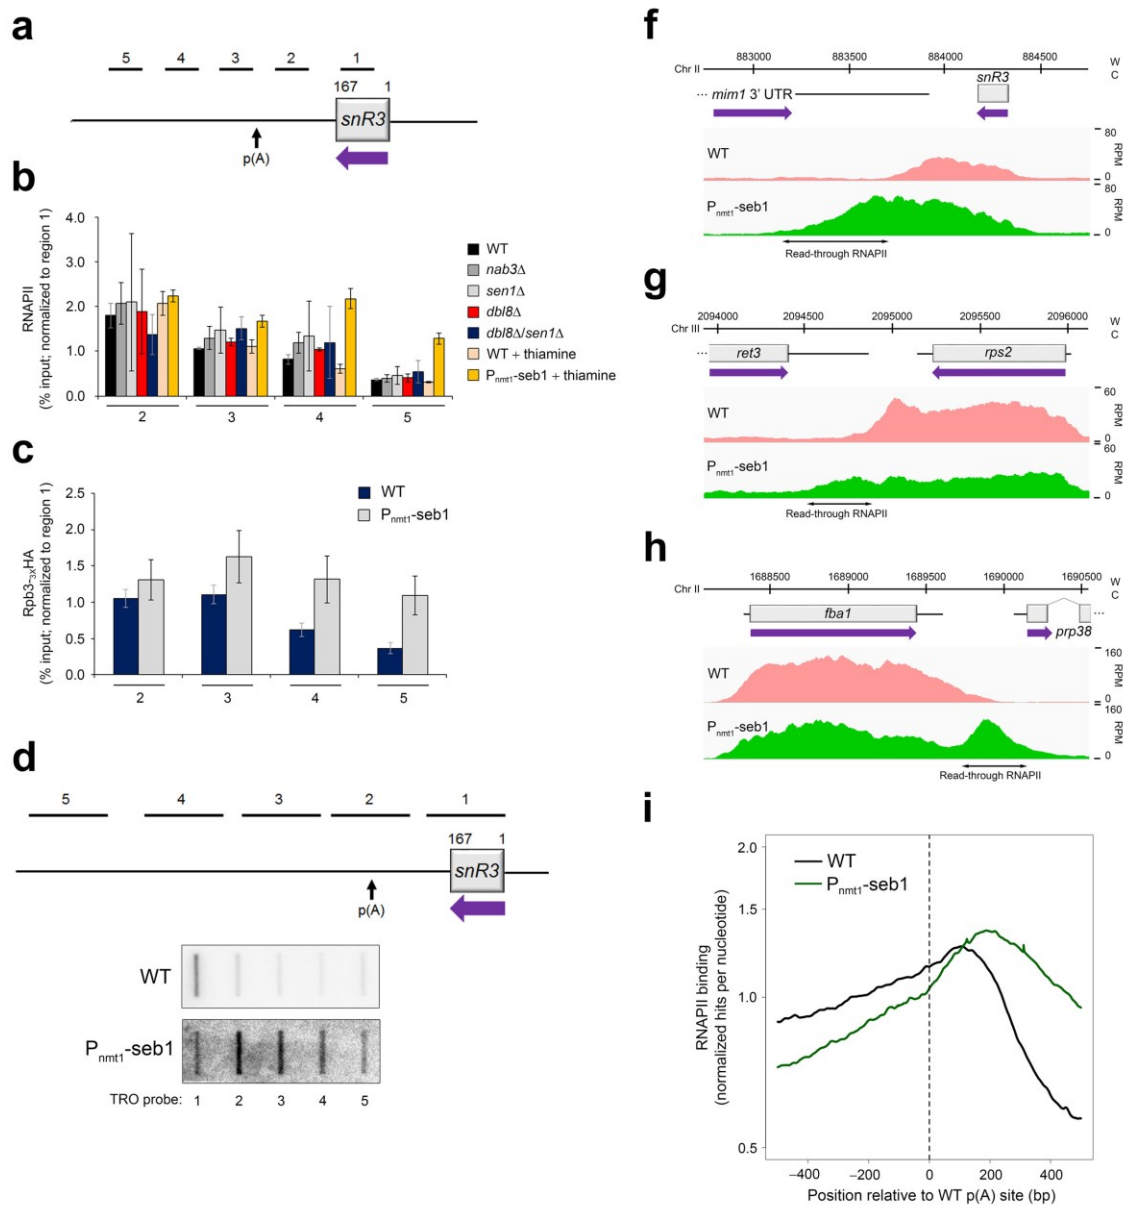 a
5 4 3 2 1
167 1
snR3
p(A)
b
RNAPII
(% input; normalized to region 1)
4.0
3.0
2.0
1.0
0.0
2 3 4 5
WT
nab3Δ
sen1Δ
dbl8Δ
dbl8Δ/sen1Δ
WT + thiamine
Pnmt1-seb1 + thiamine
c
Rpb3-3xHA
(% input; normalized to region 1)
2.5
2.0
1.5
1.0
0.5
0.0
2 3 4 5
WT
Pnmt1-seb1
d
5 4 3 2 1
167 1
snR3
p(A)
WT
Pnmt1-seb1
TRO probe: 1 2 3 4 5
f
883000 883500 884000 884500
Chr II
W
C
snR3
... mim1 3' UTR
WT
80
RPM
0
Pnmt1-seb1
80
RPM
0
Read-through RNAPII
g
2094000 2094500 2095000 2095500 2096000
Chr III
W
C
... ret3
rps2
WT
60
RPM
0
Pnmt1-seb1
60
RPM
0
Read-through RNAPII
h
1688500 1689000 1689500 1690000 1690500
Chr II
W
C
fba1
prp38
...
WT
160
RPM
0
Pnmt1-seb1
160
RPM
0
Read-through RNAPII
i
RNAPII binding
(normalized hits per nucleotide)
2.0
1.5
1.0
0.5
WT
Pnmt1-seb1
−400 −200 0 200 400
Position relative to WT p(A) site (bp)